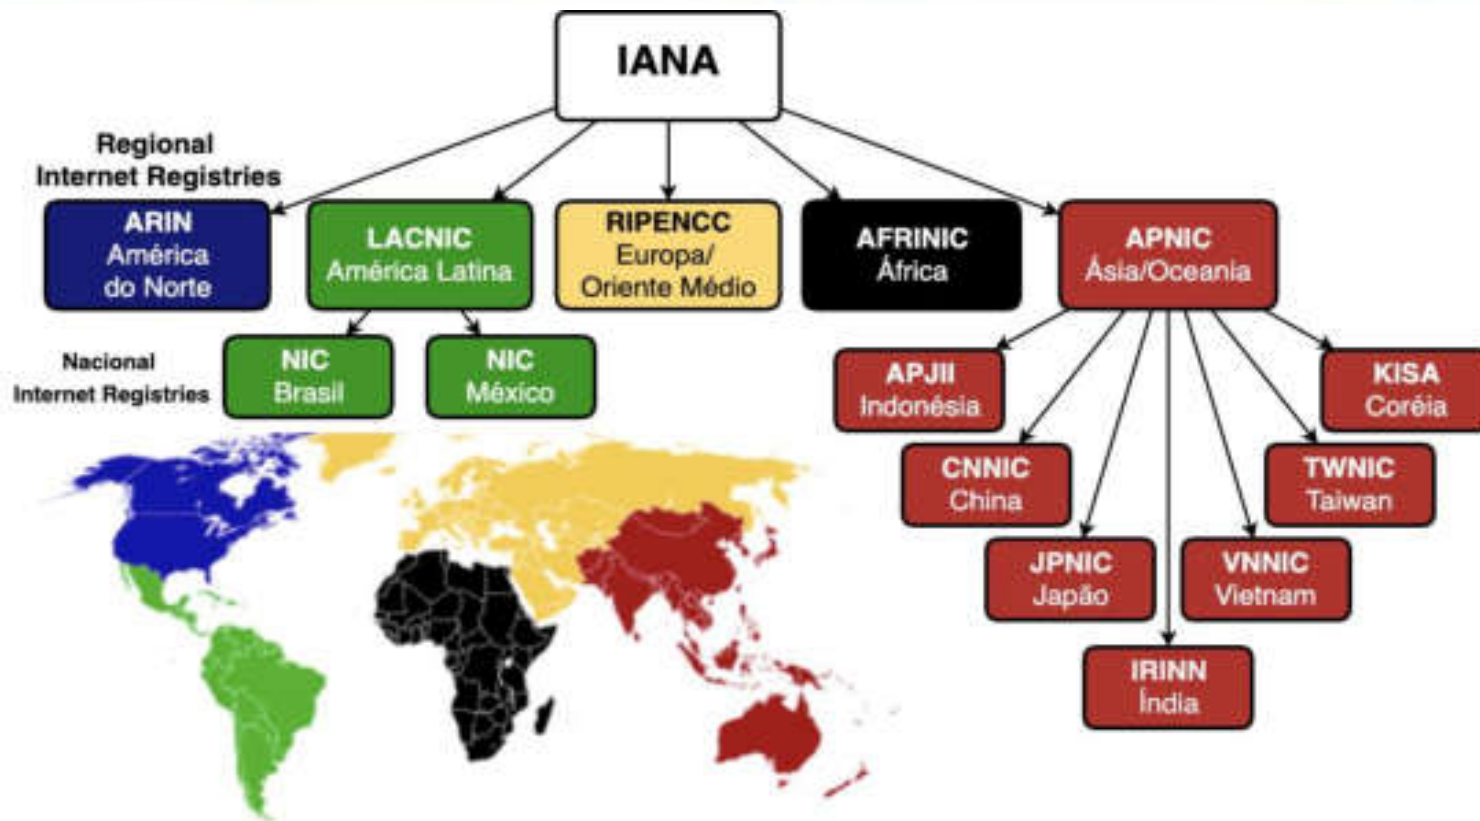 IANA
Regional
Internet Registries
ARIN
América
do Norte
LACNIC
América Latina
RIPENCC
Europa/
Oriente Médio
AFRINIC
África
APNIC
Ásia/Oceania
Nacional
Internet Registries
NIC
Brasil
NIC
México
APJII
Indonésia
KISA
Coréia
CNNIC
China
TWNIC
Taiwan
JPNIC
Japão
VNNIC
Vietnam
IRINN
Índia